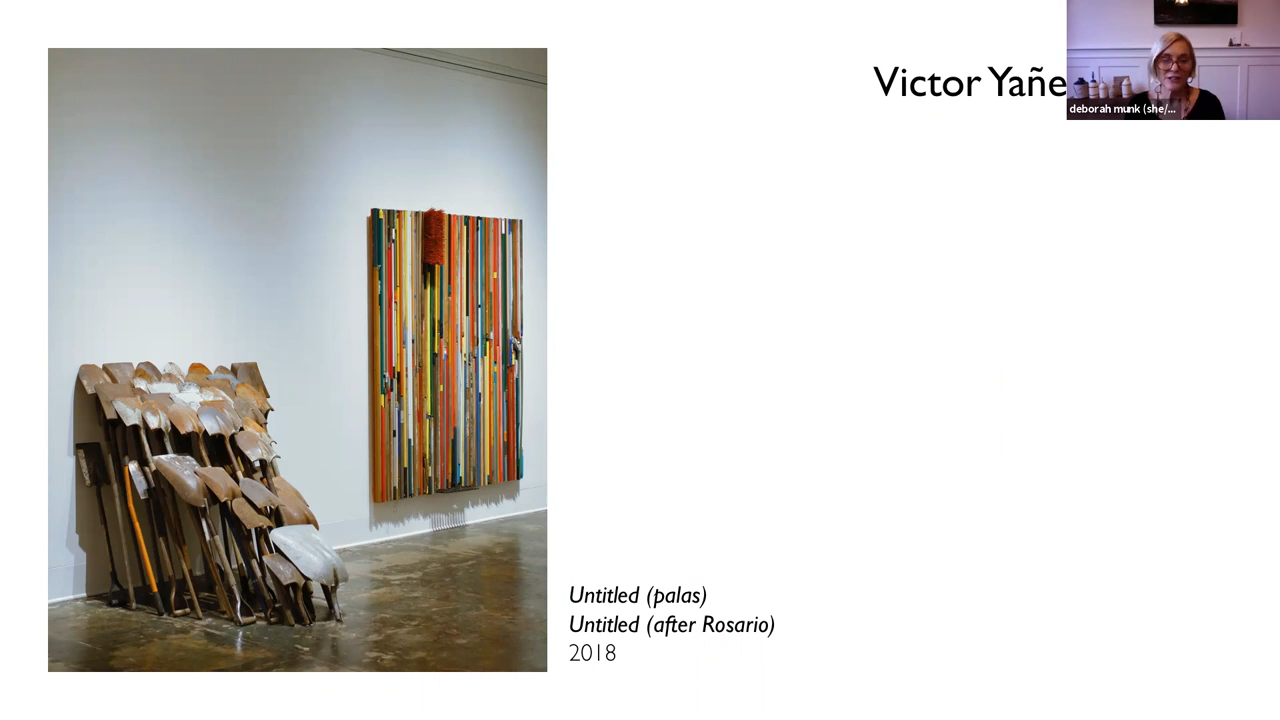 Victor Yañe
deborah munk (she/...
Untitled (palas)
Untitled (after Rosario)
2018